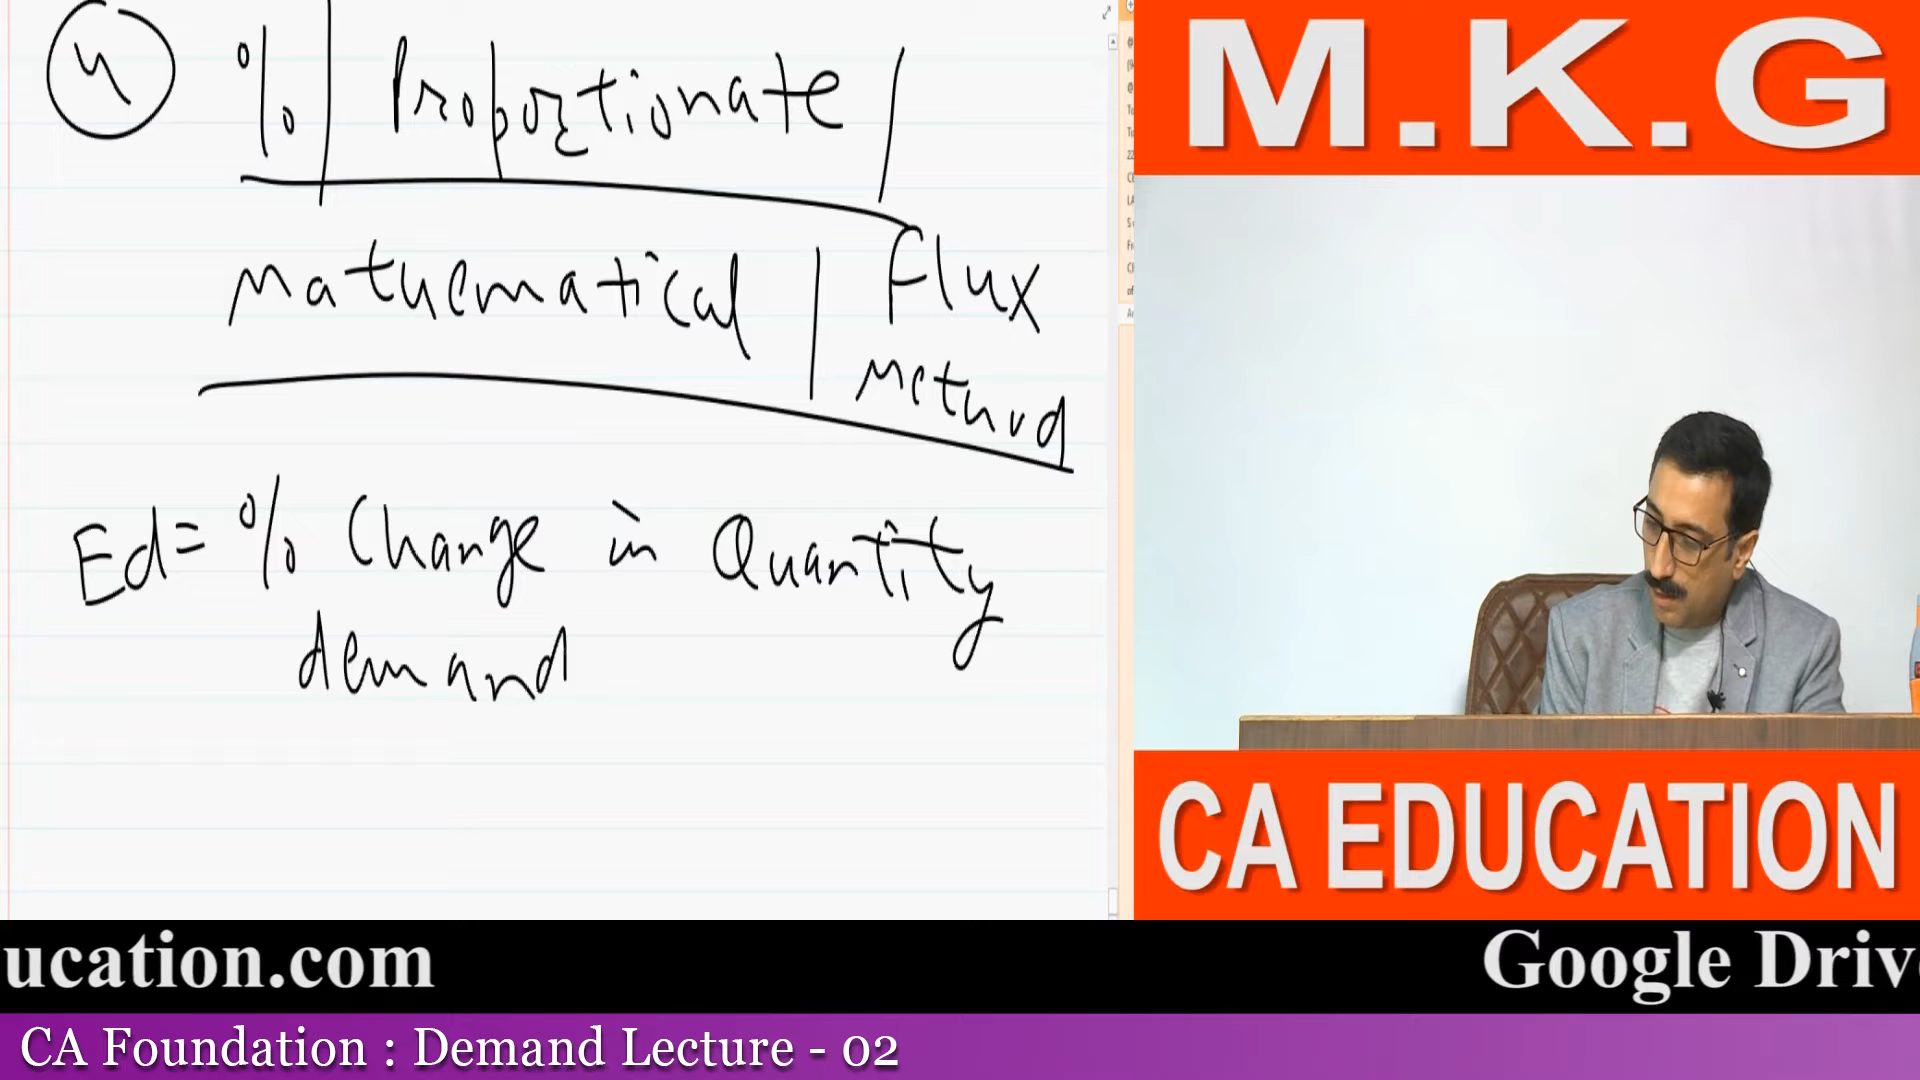 4 % | Proportionate |
Mathematical | Flux
Method
Ed = % Change in Quantity
demand
M.K.G
CA EDUCATION
ucation.com
Google Driv
CA Foundation : Demand Lecture - 02